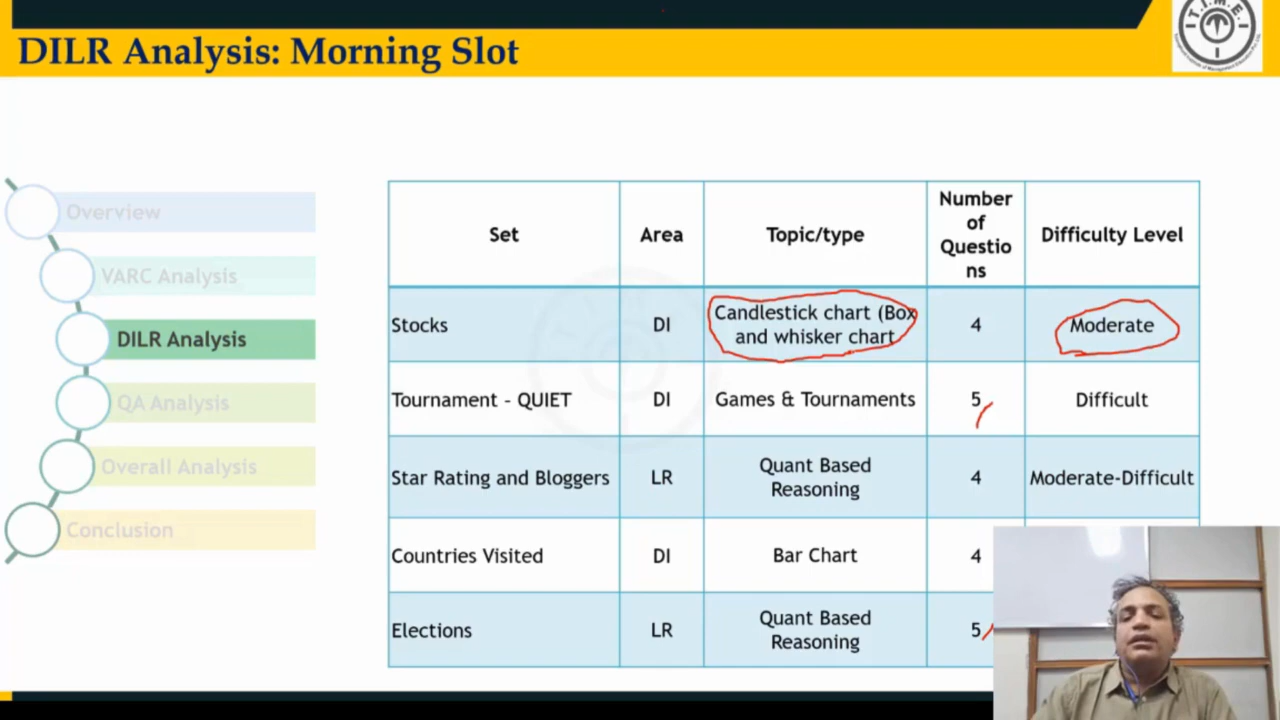 DILR Analysis: Morning Slot
T.I.M.E
Overview
VARC Analysis
DILR Analysis
QA Analysis
Overall Analysis
Conclusion
Set
Area
Topic/type
Number
of
Questio
ns
Difficulty Level
Stocks
DI
Candlestick chart (Box
and whisker chart
4
Moderate
Tournament - QUIET
DI
Games & Tournaments
5
Difficult
Star Rating and Bloggers
LR
Quant Based
Reasoning
4
Moderate-Difficult
Countries Visited
DI
Bar Chart
4
Elections
LR
Quant Based
Reasoning
5